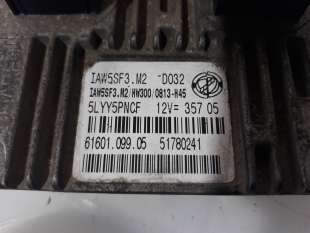 IAW5SF3.M2 -D032
IAW5SF3.M2/HW300/0813-H45
5LYY5PNCF 12V= 357 05
61601.099.05 51780241